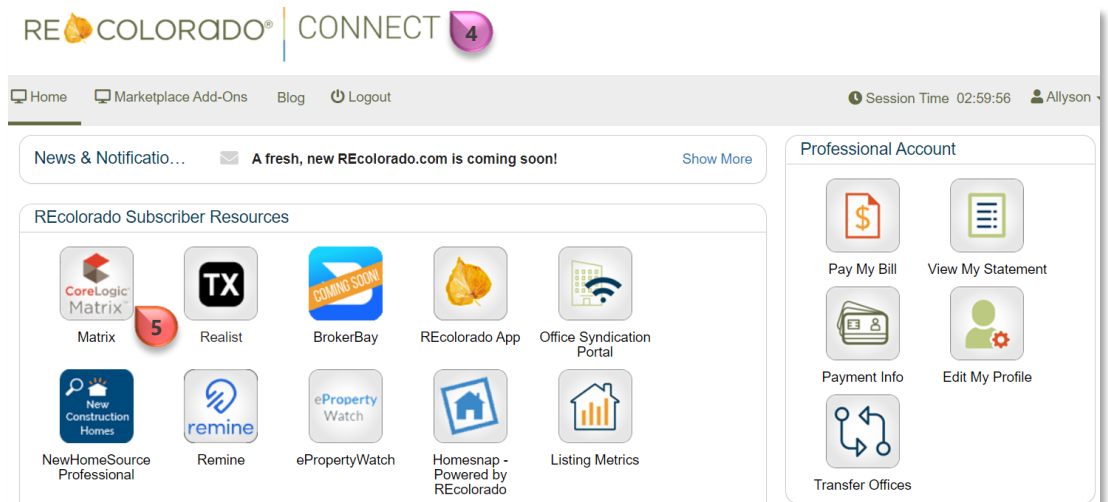 RE COLORADO® CONNECT 4
Home Marketplace Add-Ons Blog Logout Session Time 02:59:56 Allyson
News & Notificatio… A fresh, new REcolorado.com is coming soon! Show More
REcolorado Subscriber Resources
CoreLogic
Matrix™
5
Matrix
TX
Realist
COMING SOON!
BrokerBay
REcolorado App
Office Syndication
Portal
New
Construction
Homes
NewHomeSource
Professional
remine
Remine
eProperty
Watch
ePropertyWatch
Homesnap -
Powered by
REcolorado
Listing Metrics
Professional Account
$
Pay My Bill
View My Statement
Payment Info
Edit My Profile
Transfer Offices